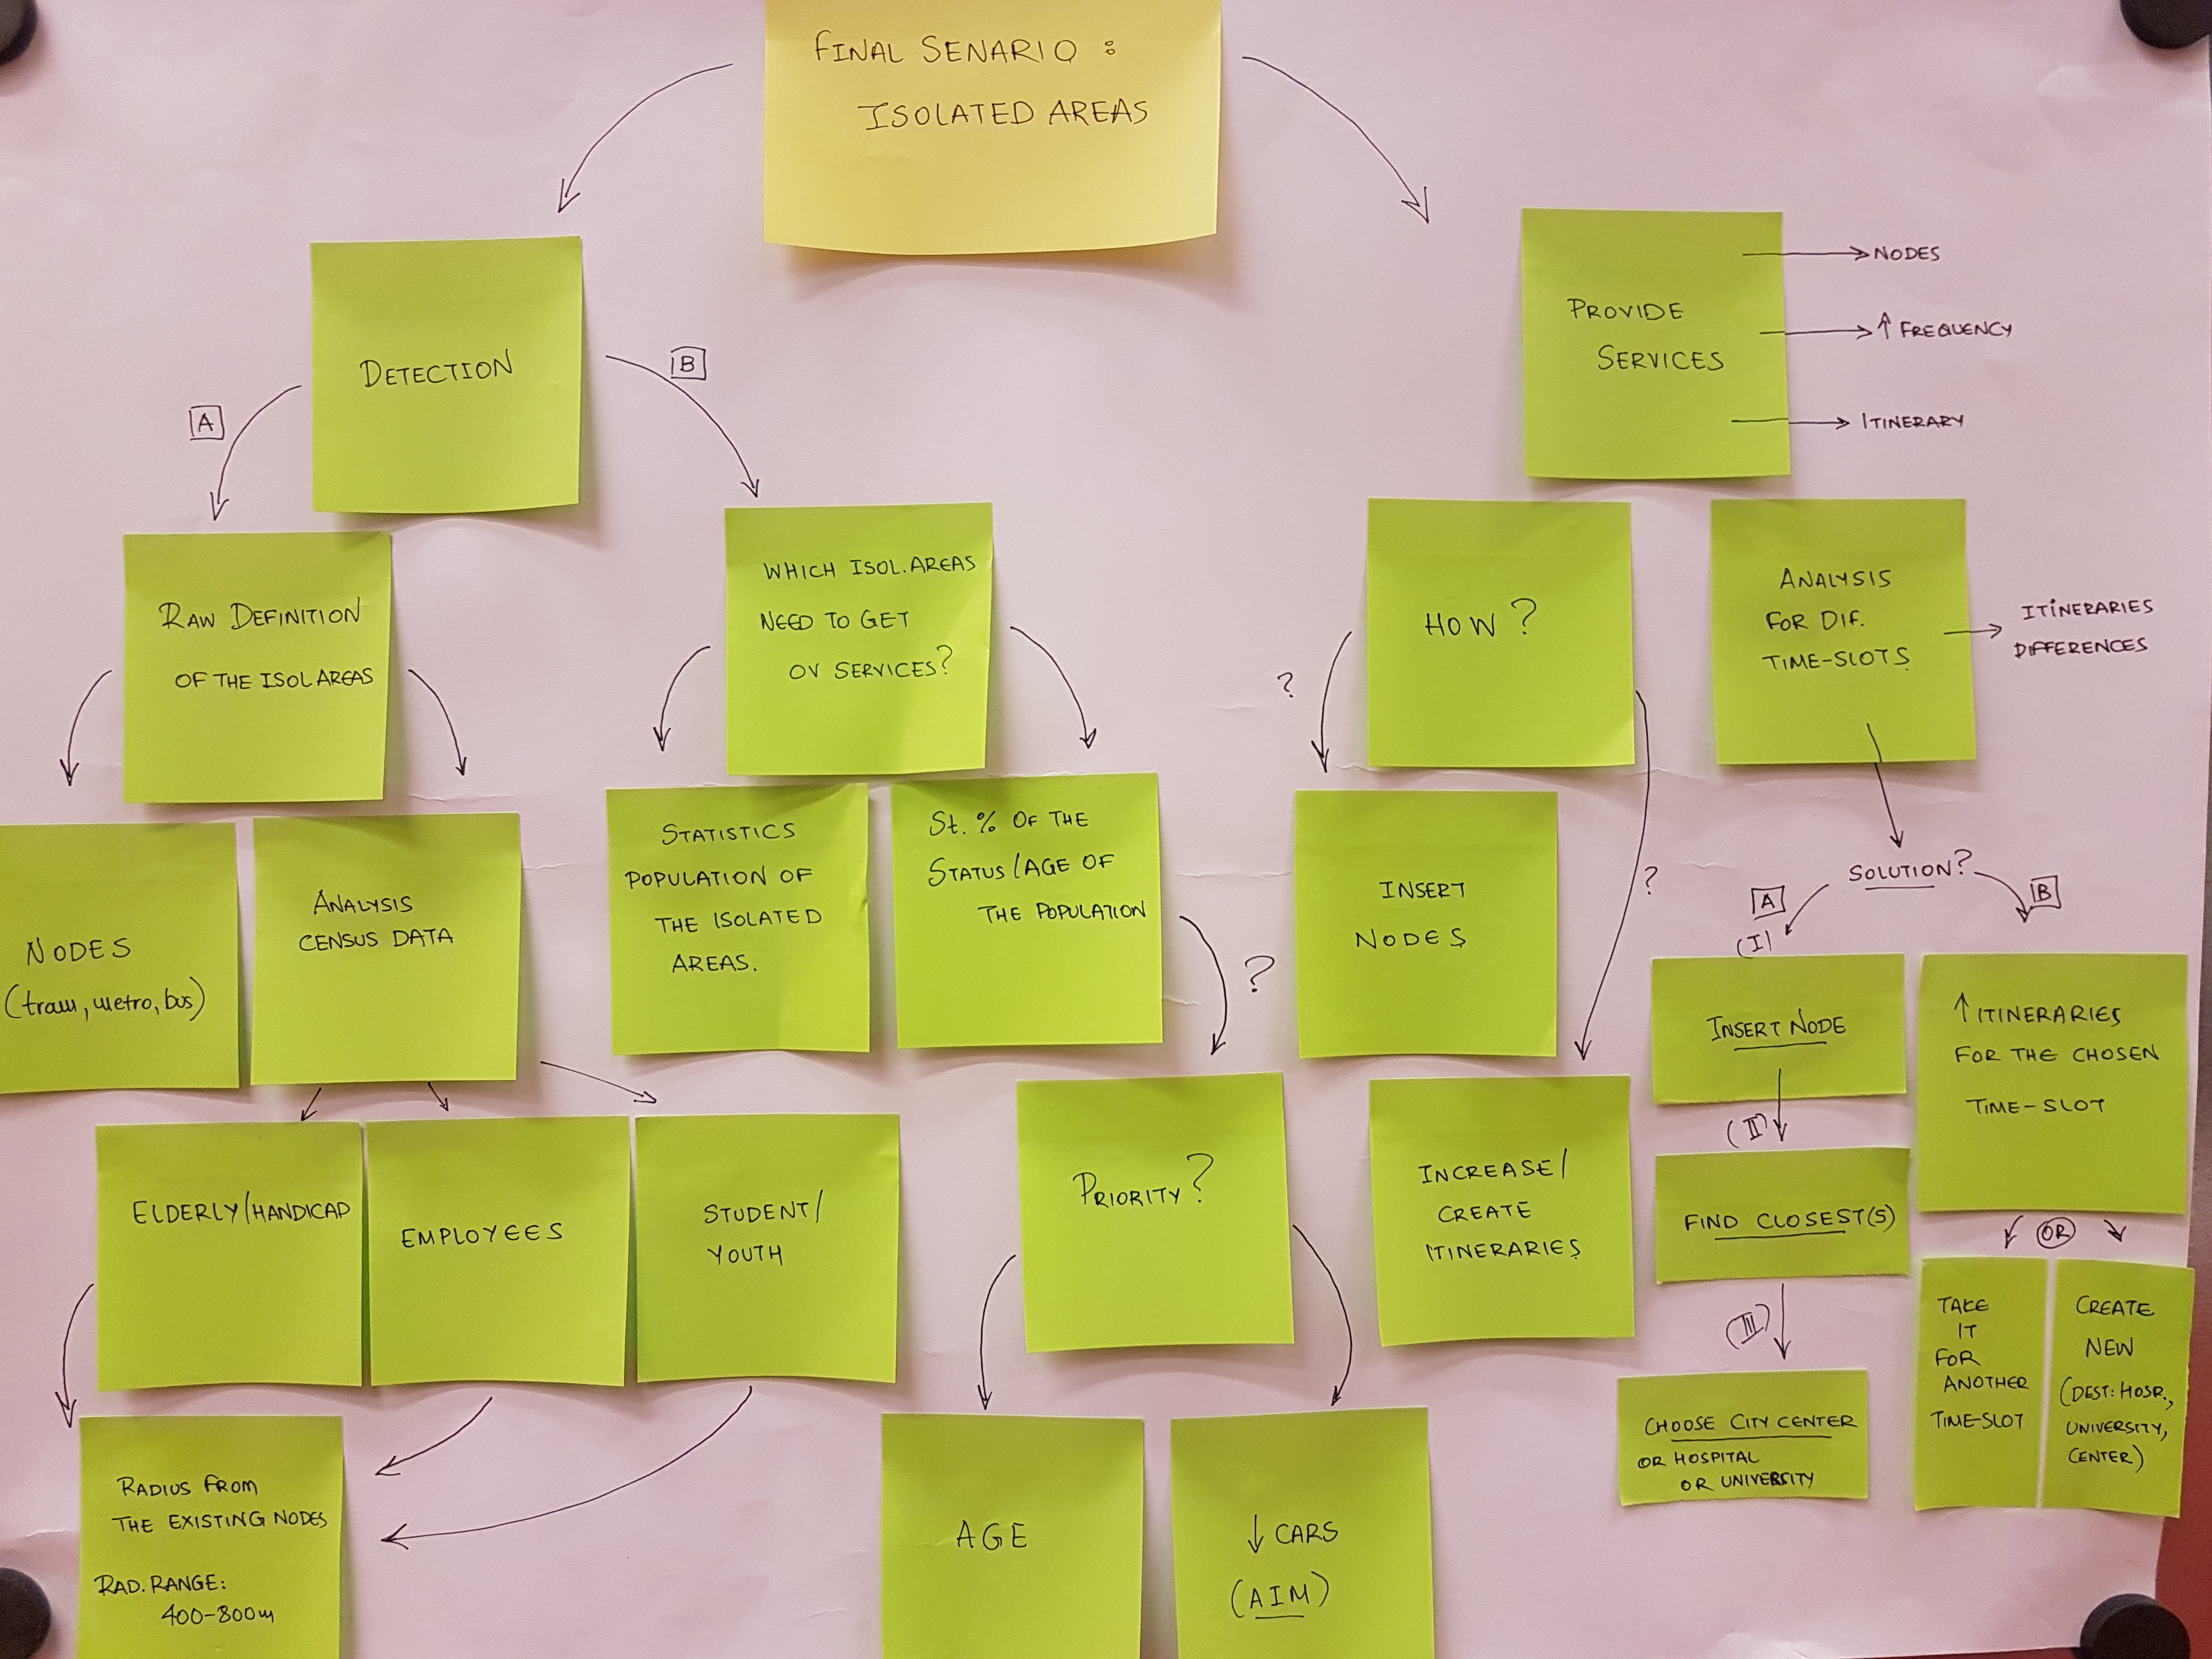 FINAL SENARIO :
ISOLATED AREAS
DETECTION
A
B
RAW DEFINITION
OF THE ISOL AREAS
NODES
(tram, metro, bus)
ANALYSIS
CENSUS DATA
ELDERLY/HANDICAP
EMPLOYEES
STUDENT/
YOUTH
RADIUS FROM
THE EXISTING NODES
RAD. RANGE:
400-800m
WHICH ISOL. AREAS
NEED TO GET
OV SERVICES?
STATISTICS
POPULATION OF
THE ISOLATED
AREAS.
St. % OF THE
STATUS/AGE OF
THE POPULATION
?
PRIORITY?
AGE
↓ CARS
(AIM)
PROVIDE
SERVICES
→ NODES
→ ↑ FREQUENCY
→ ITINERARY
HOW?
?
?
INSERT
NODES
INCREASE/
CREATE
ITINERARIES
ANALYSIS
FOR DIF.
TIME-SLOTS
→ ITINERARIES
DIFFERENCES
SOLUTION?
A
B
(I)
INSERT NODE
(II)
FIND CLOSEST(S)
(III)
CHOOSE CITY CENTER
OR HOSPITAL
OR UNIVERSITY
↑ ITINERARIES
FOR THE CHOSEN
TIME-SLOT
OR
TAKE
IT
FOR
ANOTHER
TIME-SLOT
CREATE
NEW
(DEST: HOSP.,
UNIVERSITY,
CENTER)